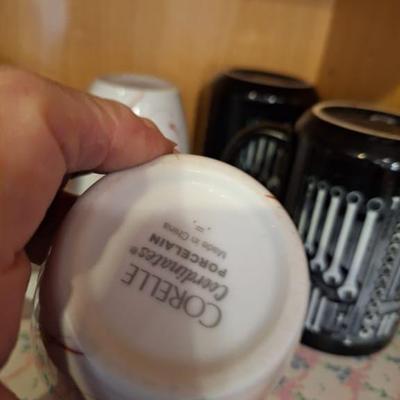 CORELLE
Coordinates®
PORCELAIN
Made in China